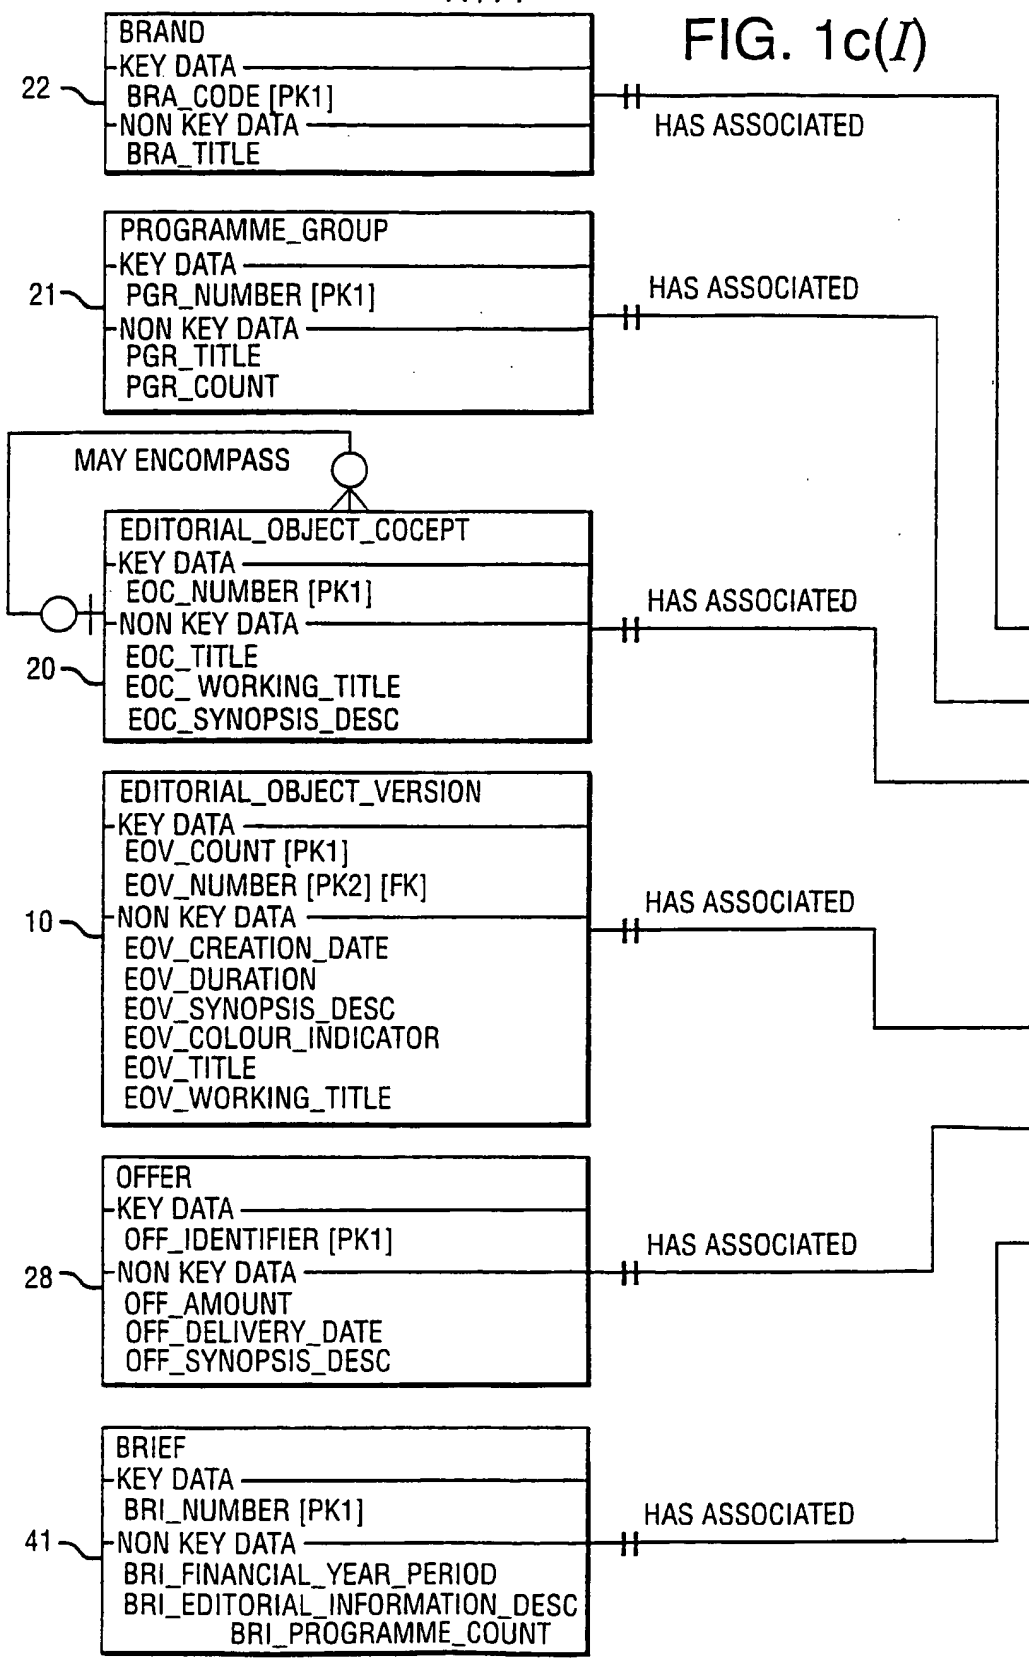 FIG. 1c(I)
BRAND
KEY DATA
22
BRA_CODE [PK1]
HAS ASSOCIATED
NON KEY DATA
BRA_TITLE
PROGRAMME_GROUP
KEY DATA
21
PGR_NUMBER [PK1]
HAS ASSOCIATED
NON KEY DATA
PGR_TITLE
PGR_COUNT
MAY ENCOMPASS
EDITORIAL_OBJECT_COCEPT
KEY DATA
EOC_NUMBER [PK1]
HAS ASSOCIATED
NON KEY DATA
20
EOC_TITLE
EOC_ WORKING_TITLE
EOC_SYNOPSIS_DESC
EDITORIAL_OBJECT_VERSION
KEY DATA
EOV_COUNT [PK1]
EOV_NUMBER [PK2] [FK]
HAS ASSOCIATED
10
NON KEY DATA
EOV_CREATION_DATE
EOV_DURATION
EOV_SYNOPSIS_DESC
EOV_COLOUR_INDICATOR
EOV_TITLE
EOV_WORKING_TITLE
OFFER
KEY DATA
OFF_IDENTIFIER [PK1]
HAS ASSOCIATED
28
NON KEY DATA
OFF_AMOUNT
OFF_DELIVERY_DATE
OFF_SYNOPSIS_DESC
BRIEF
KEY DATA
BRI_NUMBER [PK1]
HAS ASSOCIATED
41
NON KEY DATA
BRI_FINANCIAL_YEAR_PERIOD
BRI_EDITORIAL_INFORMATION_DESC
BRI_PROGRAMME_COUNT